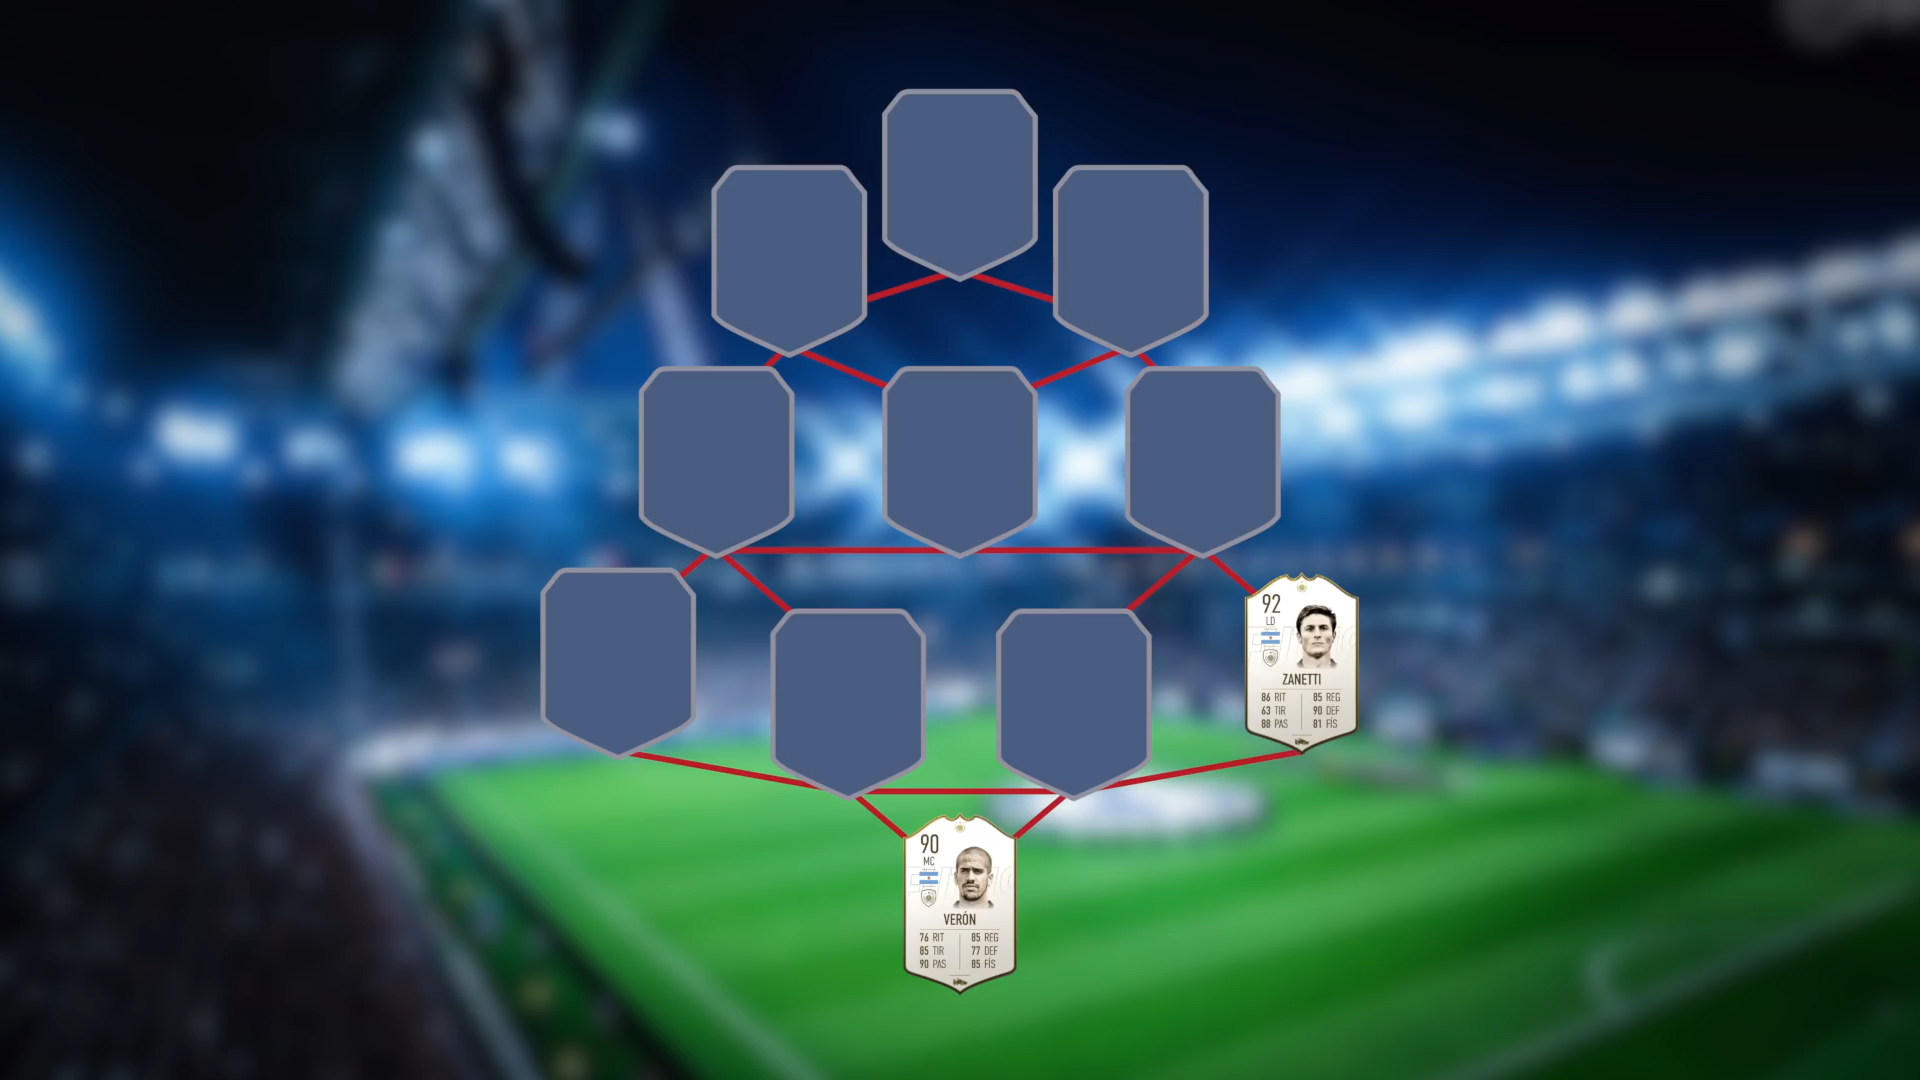 92
LD
ZANETTI
86 RIT 85 REG
63 TIR 90 DEF
88 PAS 81 FÍS
90
MC
VERÓN
76 RIT 85 REG
85 TIR 77 DEF
90 PAS 85 FÍS